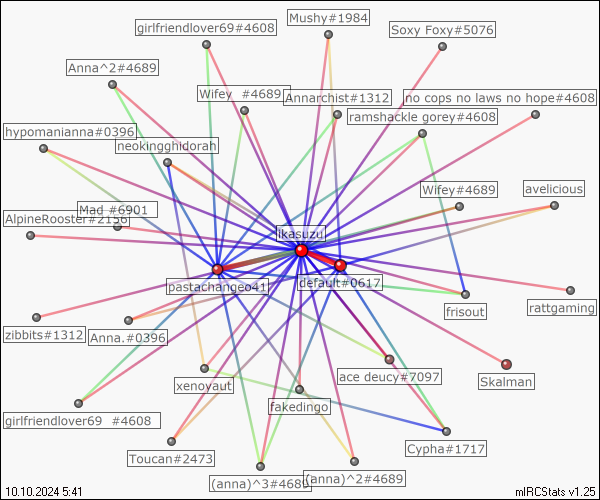 Mushy#1984
girlfriendlover69#4608
Soxy Foxy#5076
Anna^2#4689
Wifey #4689
Annarchist#1312
no cops no laws no hope#4608
ramshackle gorey#4608
hypomanianna#0396
neokingghidorah
Wifey#4689
avelicious
Mad #6901
AlpineRooster#2156
ikasuzu
pastachangeo41
default#0617
frisout
rattgaming
zibbits#1312
Anna.#0396
xenoyaut
ace deucy#7097
Skalman
fakedingo
girlfriendlover69 #4608
Cypha#1717
Toucan#2473
(anna)^3#4689
(anna)^2#4689
10.10.2024 5:41
mIRCStats v1.25